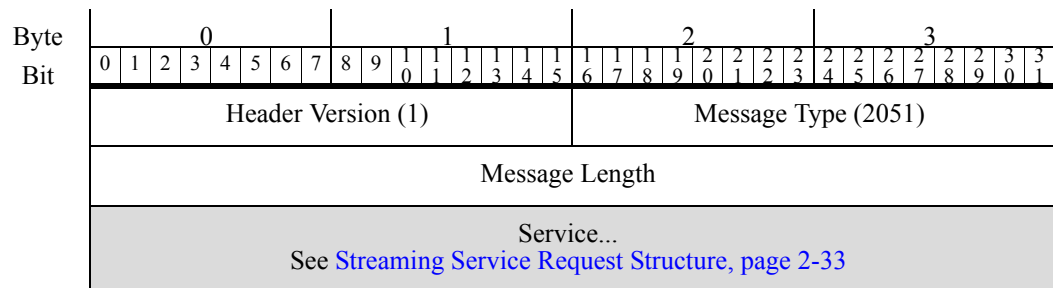 Byte 0 1 2 3
Bit 0 1 2 3 4 5 6 7 8 9 10 11 12 13 14 15 16 17 18 19 20 21 22 23 24 25 26 27 28 29 30 31
Header Version (1) Message Type (2051)
Message Length
Service...
See Streaming Service Request Structure, page 2-33